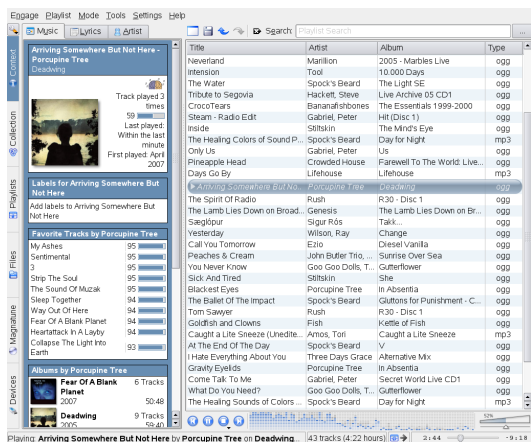 Engage Playlist Mode Tools Settings Help
Music Lyrics Artist
Search: Playlist Search ...
Context
Collection
Playlists
Files
Magnatune
Devices
Arriving Somewhere But Not Here -
Porcupine Tree
Deadwing
Track played 3
times
59
Last played:
Within the last
minute
First played: April
2007
Labels for Arriving Somewhere But
Not Here
Add labels to Arriving Somewhere
But Not Here
Favorite Tracks by Porcupine Tree
My Ashes 95
Sentimental 95
3 95
Strip The Soul 95
The Sound Of Muzak 95
Sleep Together 94
Way Out Of Here 94
Fear Of A Blank Planet 94
Heartattack In A Layby 94
Collapse The Light Into
Earth 93
Albums by Porcupine Tree
Fear Of A Blank 6 Tracks
Planet
2007 50:48
Deadwing 9 Tracks
2005 59:40
Title Artist Album Type
Neverland Marillion 2005 - Marbles Live ogg
Intension Tool 10.000 Days ogg
The Water Spock's Beard The Light SE ogg
Tribute to Segovia Hackett, Steve Live Archive 05 CD1 ogg
CrocoTears Bananafishbones The Essentials 1999-2000 ogg
Steam - Radio Edit Gabriel, Peter Hit (Disc 1) ogg
Inside Stiltskin The Mind's Eye ogg
The Healing Colors of Sound P... Spock's Beard Day for Night mp3
Only Us Gabriel, Peter Us ogg
Pineapple Head Crowded House Farewell To The World: Live... ogg
Days Go By Lifehouse Lifehouse mp3
Arriving Somewhere But No... Porcupine Tree Deadwing ogg
The Spirit Of Radio Rush R30 - Disc 1 ogg
The Lamb Lies Down on Broad... Genesis The Lamb Lies Down on Br... ogg
Sæglópur Sigur Rós Takk... ogg
Yesterday Wilson, Ray Change ogg
Call You Tomorrow Ezio Diesel Vanilla ogg
Peaches & Cream John Butler Trio, ... Sunrise Over Sea ogg
You Never Know Goo Goo Dolls, T... Gutterflower ogg
Sick And Tired Stiltskin She ogg
Blackest Eyes Porcupine Tree In Absentia ogg
The Ballet Of The Impact Spock's Beard Gluttons for Punishment - C... ogg
Tom Sawyer Rush R30 - Disc 1 ogg
Goldfish and Clowns Fish Kettle of Fish ogg
Caught a Lite Sneeze (Unedite... Amos, Tori Caught a Lite Sneeze mp3
At The End Of The Day Spock's Beard V ogg
I Hate Everything About You Three Days Grace Alternative Mix ogg
Gravity Eyelids Porcupine Tree In Absentia ogg
Come Talk To Me Gabriel, Peter Secret World Live CD1 ogg
What Do You Need? Goo Goo Dolls, T... Gutterflower ogg
The Healing Sounds of Colors ... Spock's Beard Day for Night mp3
52%
Playing: Arriving Somewhere But Not Here by Porcupine Tree on Deadwing... 43 tracks (4:22 hours) 2:44 -9:18